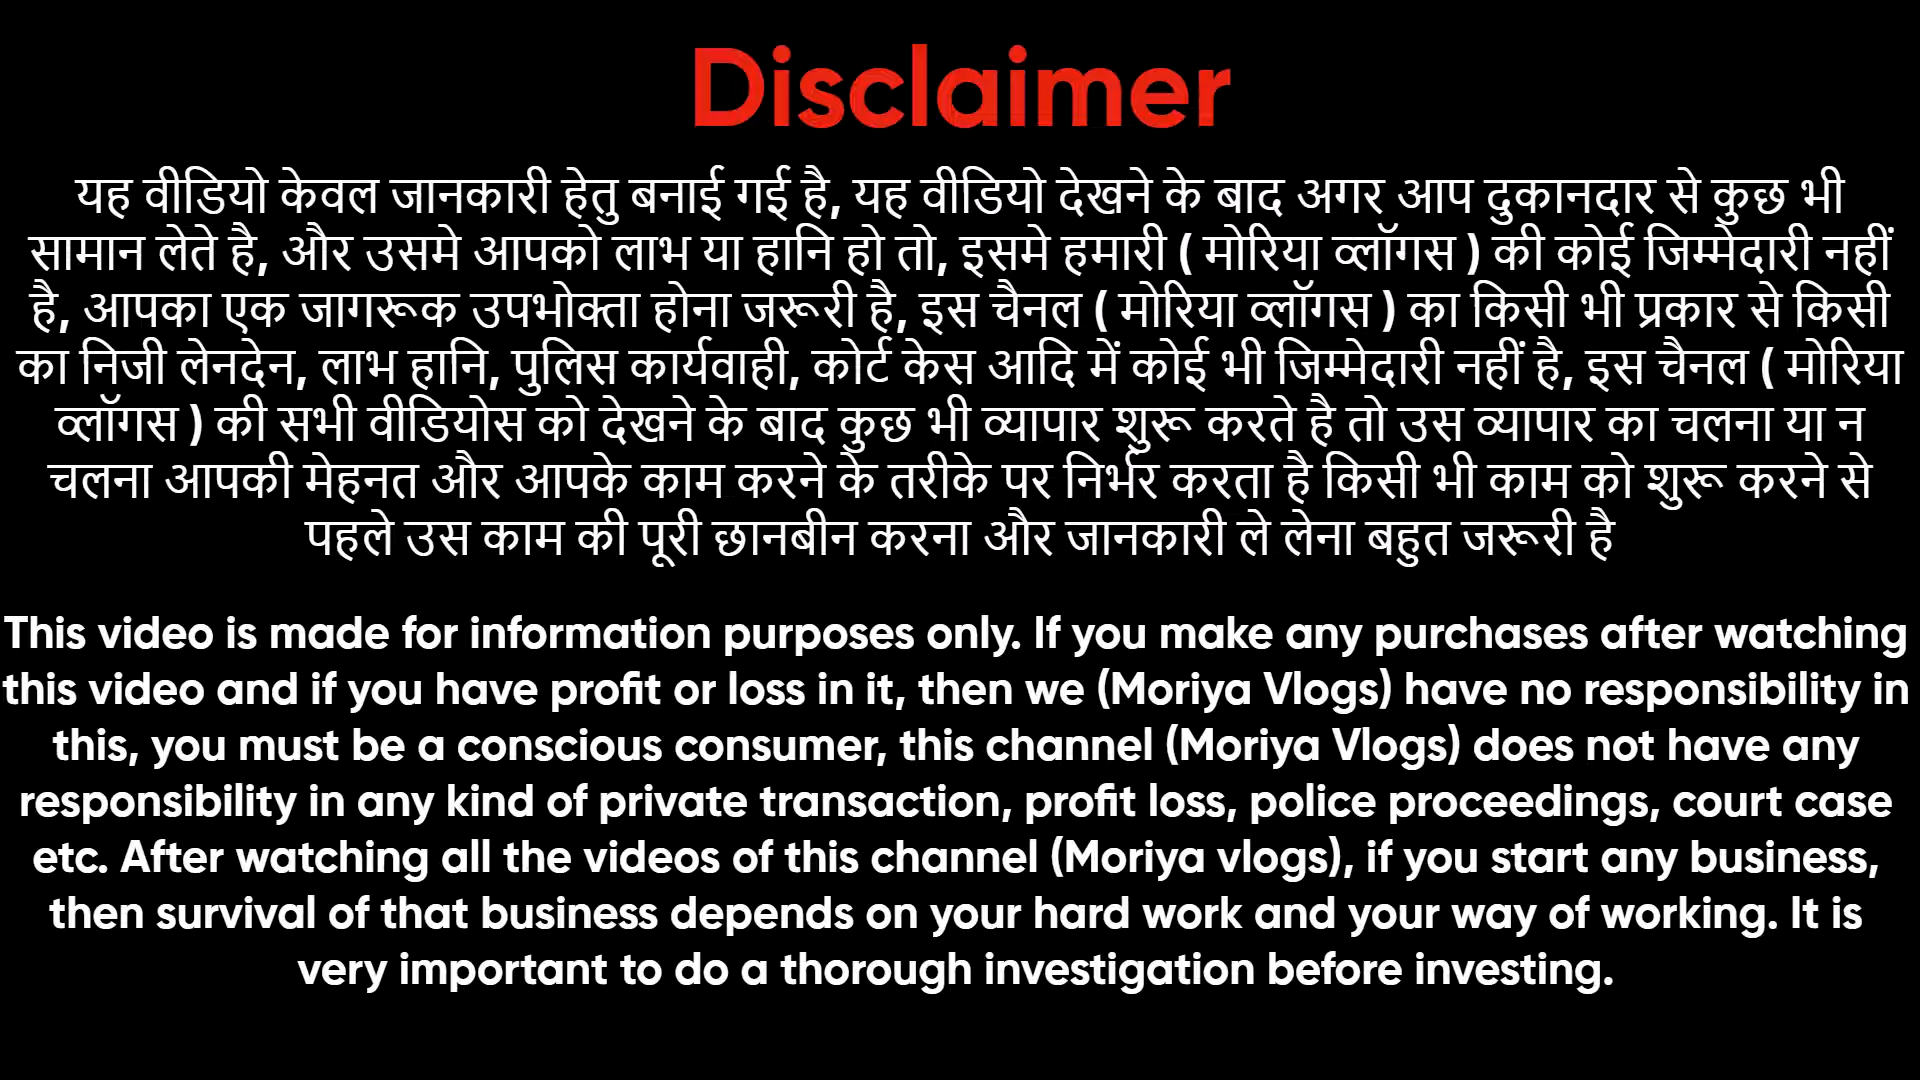 Disclaimer
यह वीडियो केवल जानकारी हेतु बनाई गई है, यह वीडियो देखने के बाद अगर आप दुकानदार से कुछ भी
सामान लेते है, और उसमे आपको लाभ या हानि हो तो, इसमे हमारी ( मोरिया व्लॉगस ) की कोई जिम्मेदारी नहीं
है, आपका एक जागरूक उपभोक्ता होना जरूरी है, इस चैनल ( मोरिया व्लॉगस ) का किसी भी प्रकार से किसी
का निजी लेनदेन, लाभ हानि, पुलिस कार्यवाही, कोर्ट केस आदि में कोई भी जिम्मेदारी नहीं है, इस चैनल ( मोरिया
व्लॉगस ) की सभी वीडियोस को देखने के बाद कुछ भी व्यापार शुरू करते है तो उस व्यापार का चलना या न
चलना आपकी मेहनत और आपके काम करने के तरीके पर निर्भर करता है किसी भी काम को शुरू करने से
पहले उस काम की पूरी छानबीन करना और जानकारी ले लेना बहुत जरूरी है
This video is made for information purposes only. If you make any purchases after watching
this video and if you have profit or loss in it, then we (Moriya Vlogs) have no responsibility in
this, you must be a conscious consumer, this channel (Moriya Vlogs) does not have any
responsibility in any kind of private transaction, profit loss, police proceedings, court case
etc. After watching all the videos of this channel (Moriya vlogs), if you start any business,
then survival of that business depends on your hard work and your way of working. It is
very important to do a thorough investigation before investing.